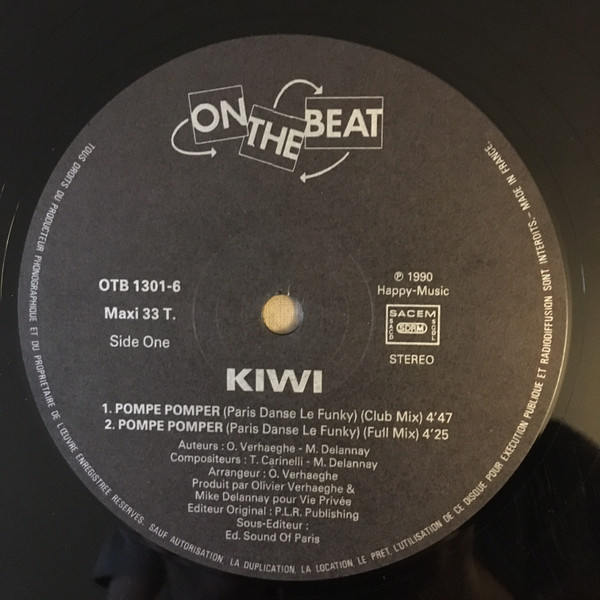 ON THE BEAT
OTB 1301-6
Maxi 33 T.
Side One
℗ 1990
Happy-Music
SACEM
SACD SDRM SGDL
STEREO
KIWI
1. POMPE POMPER (Paris Danse Le Funky) (Club Mix) 4'47
2. POMPE POMPER (Paris Danse Le Funky) (Full Mix) 4'25
Auteurs : O. Verhaeghe - M. Delannay
Compositeurs : T. Carinelli - M. Delannay
Arrangeur : O. Verhaeghe
Produit par Olivier Verhaeghe &
Mike Delannay pour Vie Privée
Editeur Original : P.L.R. Publishing
Sous-Editeur :
Ed. Sound Of Paris
TOUS DROITS DU PRODUCTEUR PHONOGRAPHIQUE ET DU PROPRIETAIRE DE L'ŒUVRE ENREGISTREE RESERVES. SAUF AUTORISATION, LA DUPLICATION, LA LOCATION, LE PRET, L'UTILISATION DE CE DISQUE POUR EXECUTION PUBLIQUE ET RADIODIFFUSION SONT INTERDITS. - MADE IN FRANCE.